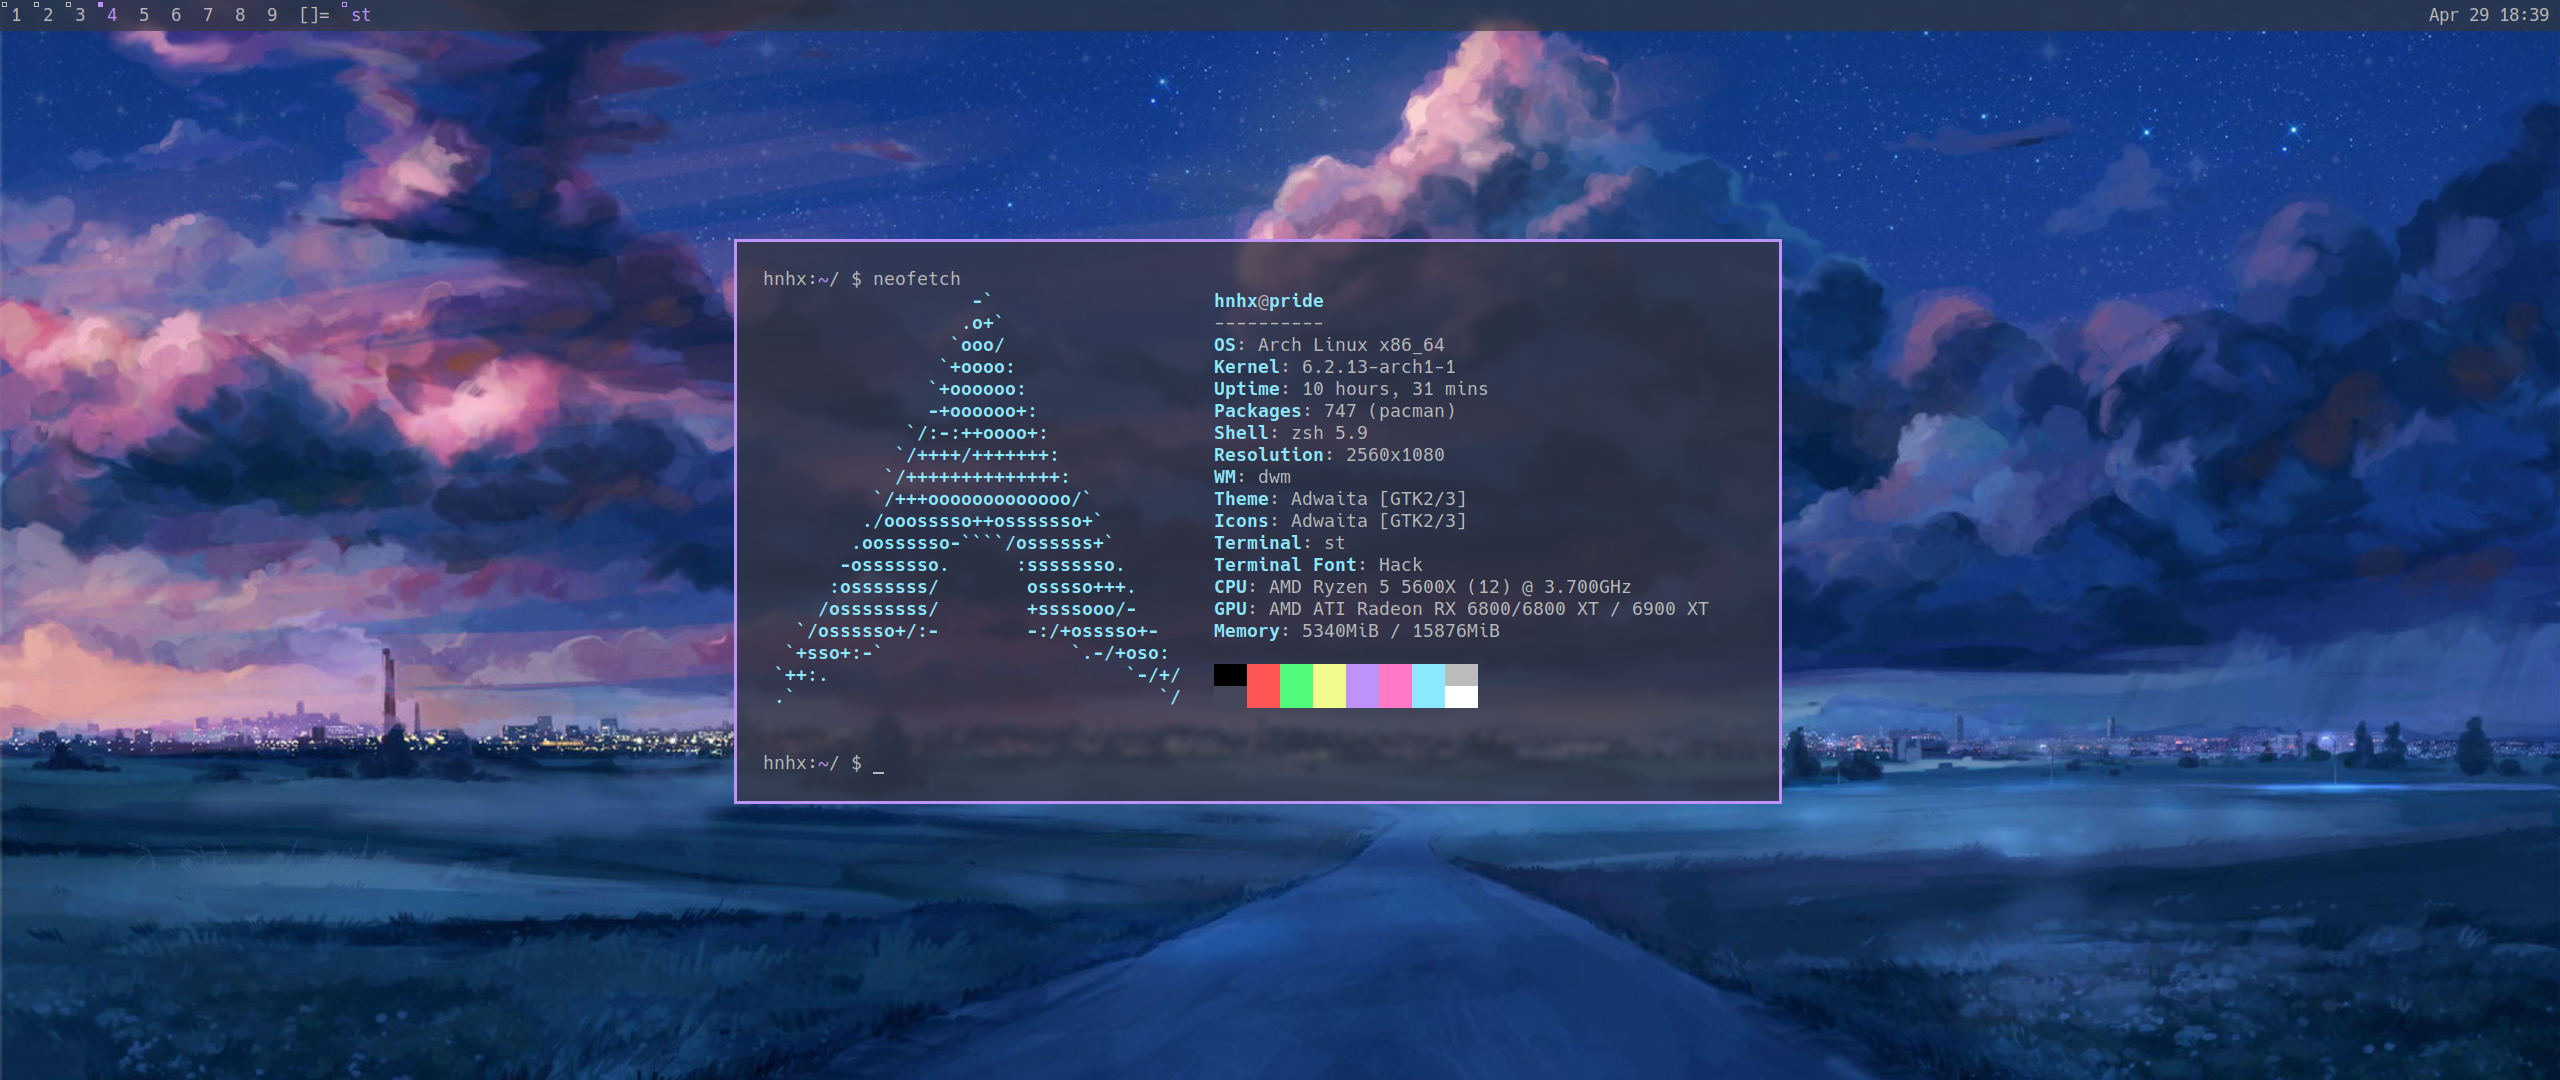 1 2 3 4 5 6 7 8 9 []= st Apr 29 18:39
hnhx:~/ $ neofetch
                   -`                    hnhx@pride
                  .o+`                   ----------
                 `ooo/                   OS: Arch Linux x86_64
                `+oooo:                  Kernel: 6.2.13-arch1-1
               `+oooooo:                 Uptime: 10 hours, 31 mins
               -+oooooo+:                Packages: 747 (pacman)
             `/:-:++oooo+:               Shell: zsh 5.9
            `/++++/+++++++:              Resolution: 2560x1080
           `/++++++++++++++:             WM: dwm
          `/+++ooooooooooooo/`           Theme: Adwaita [GTK2/3]
         ./ooosssso++osssssso+`          Icons: Adwaita [GTK2/3]
        .oossssso-````/ossssss+`         Terminal: st
       -osssssso.      :ssssssso.        Terminal Font: Hack
      :osssssss/        osssso+++.       CPU: AMD Ryzen 5 5600X (12) @ 3.700GHz
     /ossssssss/        +ssssooo/-       GPU: AMD ATI Radeon RX 6800/6800 XT / 6900 XT
   `/ossssso+/:-        -:/+osssso+-     Memory: 5340MiB / 15876MiB
  `+sso+:-`                 `.-/+oso:
 `++:.                           `-/+/
 .`                                 `/
hnhx:~/ $ _